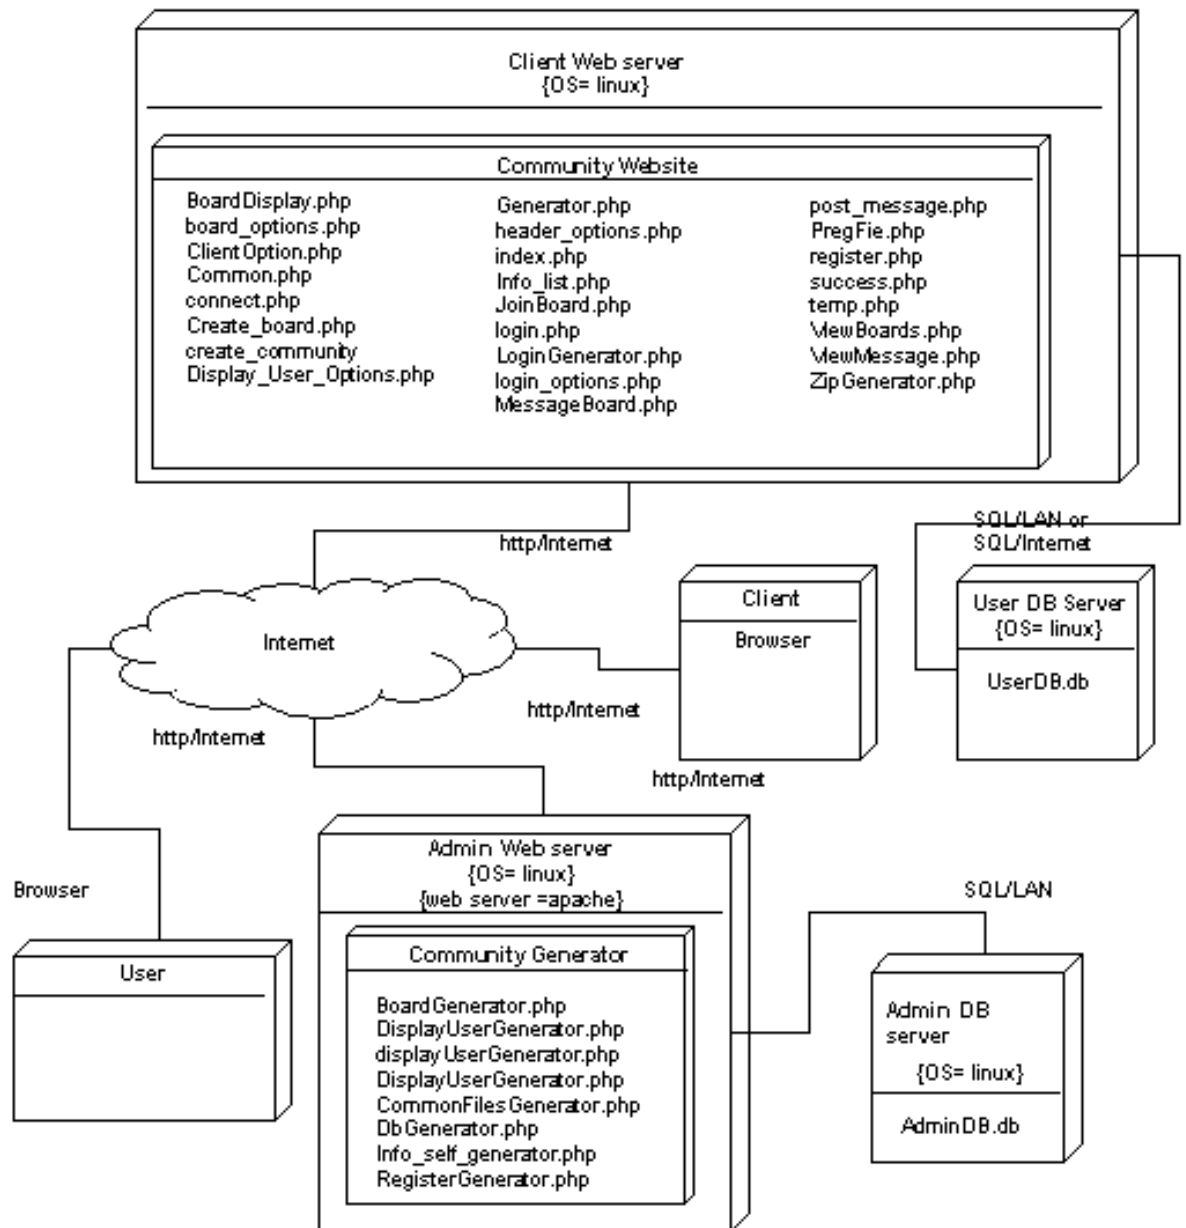 Client Web server
{OS= linux}
Community Website
BoardDisplay.php
board_options.php
ClientOption.php
Common.php
connect.php
Create_board.php
create_community
Display_User_Options.php
Generator.php
header_options.php
index.php
Info_list.php
JoinBoard.php
login.php
LoginGenerator.php
login_options.php
MessageBoard.php
post_message.php
PregFie.php
register.php
success.php
temp.php
ViewBoards.php
ViewMessage.php
ZipGenerator.php
http/Internet
SQL/LAN or
SQL/Internet
Internet
Client
Browser
User DB Server
{OS= linux}
UserDB.db
http/Internet
http/Internet
http/Internet
Browser
User
Admin Web server
{OS= linux}
{web server =apache}
Community Generator
BoardGenerator.php
DisplayUserGenerator.php
displayUserGenerator.php
DisplayUserGenerator.php
CommonFilesGenerator.php
DbGenerator.php
Info_self_generator.php
RegisterGenerator.php
SQL/LAN
Admin DB
server
{OS= linux}
AdminDB.db